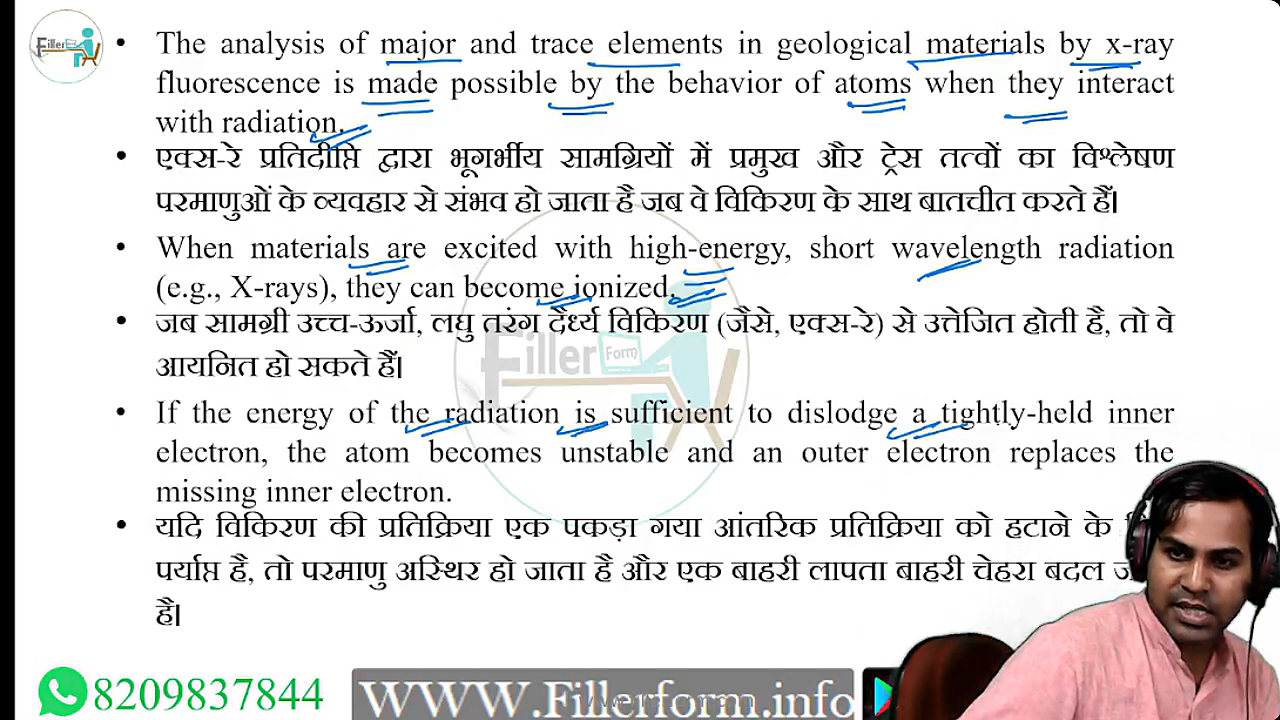 Filler
The analysis of major and trace elements in geological materials by x-ray
fluorescence is made possible by the behavior of atoms when they interact
with radiation.
एक्स-रे प्रतिदीप्ति द्वारा भूगर्भीय सामग्रियों में प्रमुख और ट्रेस तत्वों का विश्लेषण
परमाणुओं के व्यवहार से संभव हो जाता है जब वे विकिरण के साथ बातचीत करते हैं।
When materials are excited with high-energy, short wavelength radiation
(e.g., X-rays), they can become ionized.
जब सामग्री उच्च-ऊर्जा, लघु तरंग दैर्ध्य विकिरण (जैसे, एक्स-रे) से उत्तेजित होती है, तो वे
आयनित हो सकते हैं।
Filler Form
If the energy of the radiation is sufficient to dislodge a tightly-held inner
electron, the atom becomes unstable and an outer electron replaces the
missing inner electron.
यदि विकिरण की प्रतिक्रिया एक पकड़ा गया आंतरिक प्रतिक्रिया को हटाने के
पर्याप्त है, तो परमाणु अस्थिर हो जाता है और एक बाहरी लापता बाहरी चेहरा बदल
है।
8209837844
WWW.Fillerform.info